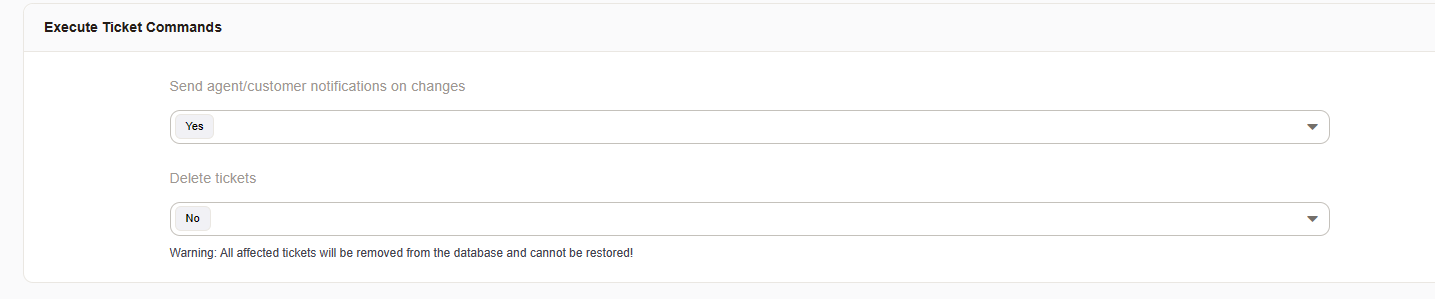 Execute Ticket Commands
Send agent/customer notifications on changes
Yes
Delete tickets
No
Warning: All affected tickets will be removed from the database and cannot be restored!